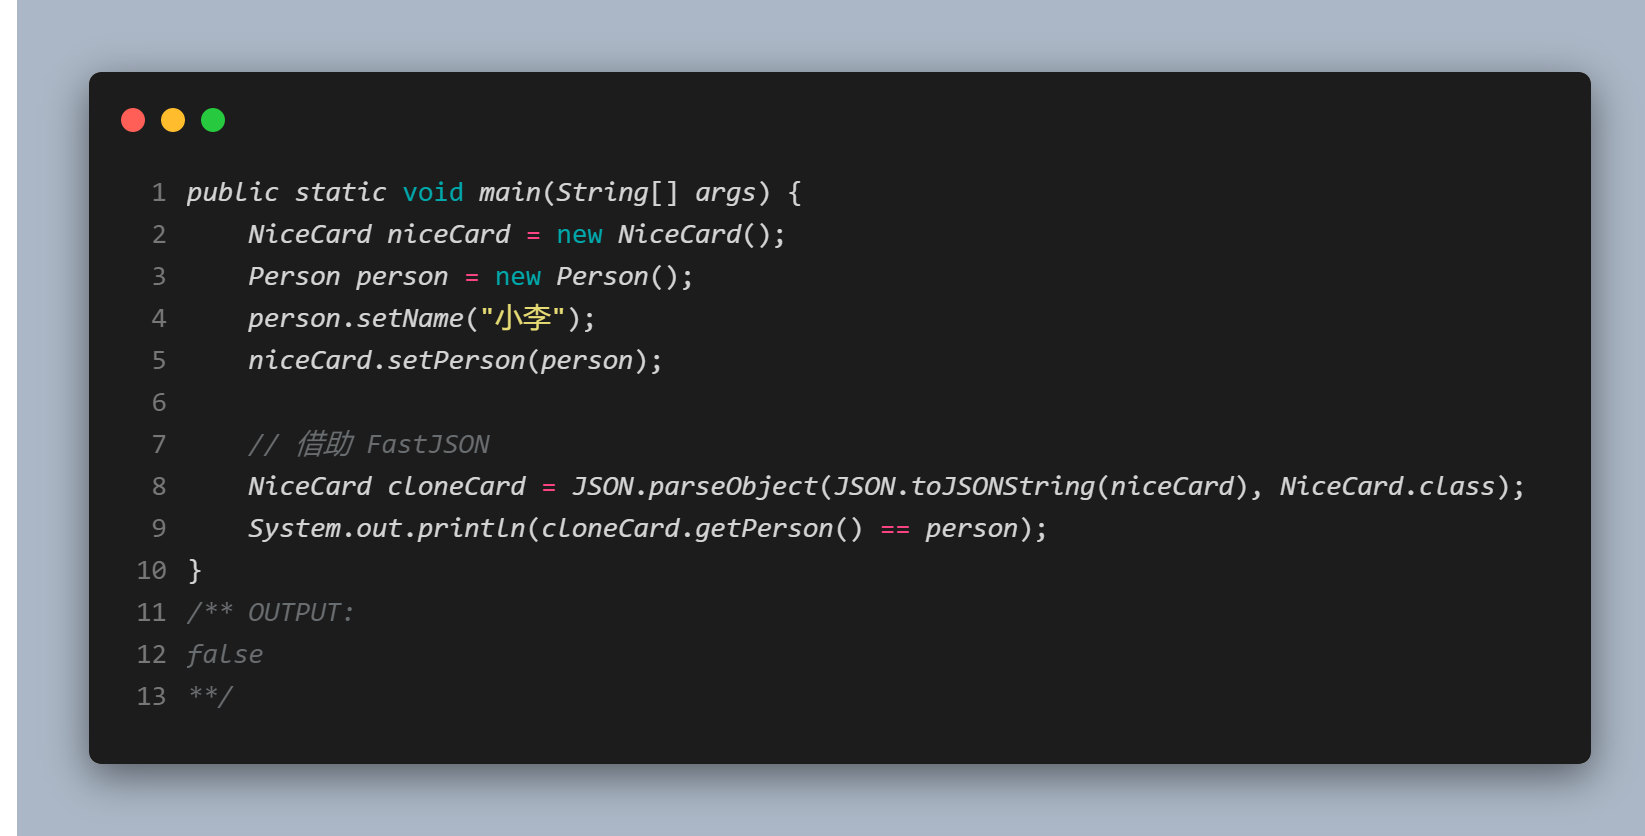 1 public static void main(String[] args) {
2     NiceCard niceCard = new NiceCard();
3     Person person = new Person();
4     person.setName("小李");
5     niceCard.setPerson(person);
6
7     // 借助 FastJSON
8     NiceCard cloneCard = JSON.parseObject(JSON.toJSONString(niceCard), NiceCard.class);
9     System.out.println(cloneCard.getPerson() == person);
10 }
11 /** OUTPUT:
12 false
13 **/